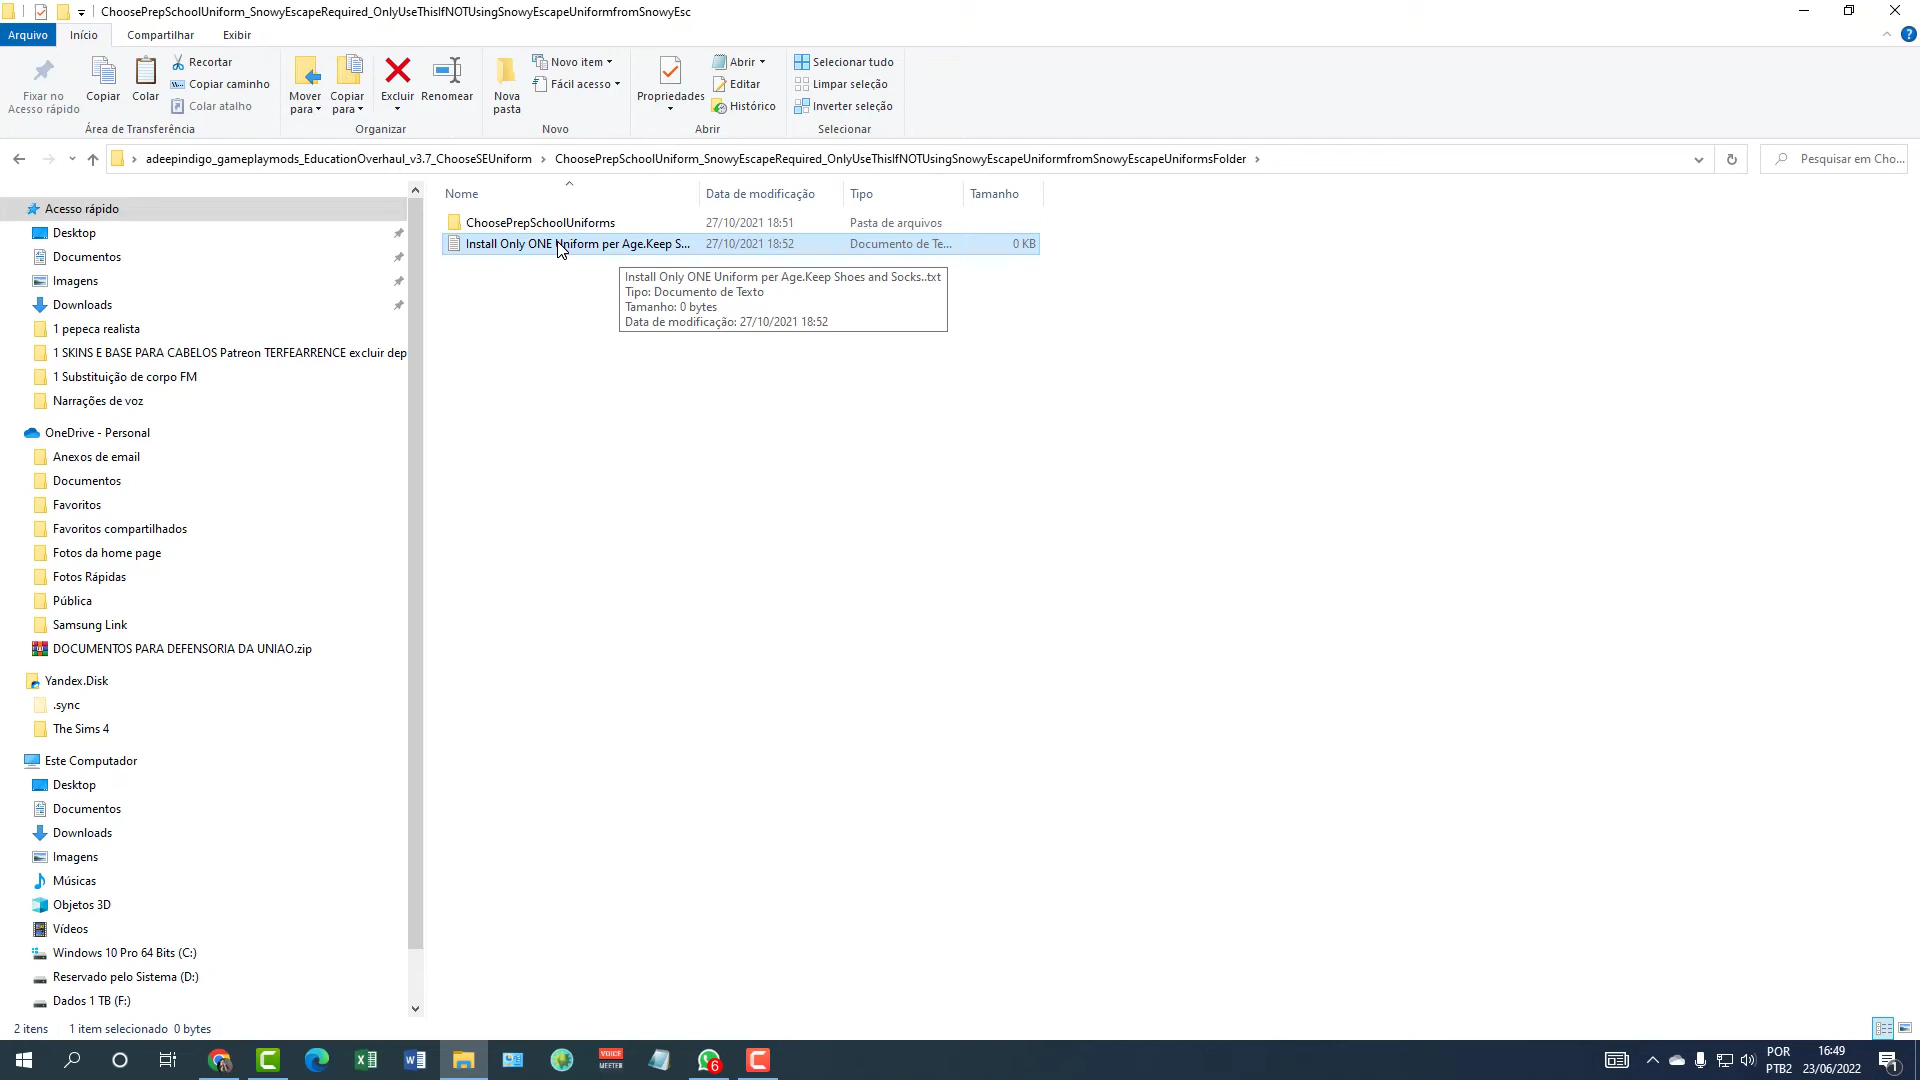 ChoosePrepSchoolUniform_SnowyEscapeRequired_OnlyUseThisIfNOTUsingSnowyEscapeUniformfromSnowyEsc
Arquivo Início Compartilhar Exibir
Fixar no Acesso rápido
Copiar
Colar
Recortar
Copiar caminho
Colar atalho
Área de Transferência
Mover para
Copiar para
Excluir
Renomear
Organizar
Nova pasta
Novo item
Fácil acesso
Novo
Propriedades
Abrir
Editar
Histórico
Abrir
Selecionar tudo
Limpar seleção
Inverter seleção
Selecionar
adeepindigo_gameplaymods_EducationOverhaul_v3.7_ChooseSEUniform ChoosePrepSchoolUniform_SnowyEscapeRequired_OnlyUseThisIfNOTUsingSnowyEscapeUniformfromSnowyEscapeUniformsFolder
Pesquisar em Cho...
Nome Data de modificação Tipo Tamanho
ChoosePrepSchoolUniforms 27/10/2021 18:51 Pasta de arquivos
Install Only ONE Uniform per Age.Keep S... 27/10/2021 18:52 Documento de Te... 0 KB
Install Only ONE Uniform per Age.Keep Shoes and Socks..txt
Tipo: Documento de Texto
Tamanho: 0 bytes
Data de modificação: 27/10/2021 18:52
Acesso rápido
Desktop
Documentos
Imagens
Downloads
1 pepeca realista
1 SKINS E BASE PARA CABELOS Patreon TERFEARRENCE excluir dep
1 Substituição de corpo FM
Narrações de voz
OneDrive - Personal
Anexos de email
Documentos
Favoritos
Favoritos compartilhados
Fotos da home page
Fotos Rápidas
Pública
Samsung Link
DOCUMENTOS PARA DEFENSORIA DA UNIAO.zip
Yandex.Disk
.sync
The Sims 4
Este Computador
Desktop
Documentos
Downloads
Imagens
Músicas
Objetos 3D
Vídeos
Windows 10 Pro 64 Bits (C:)
Reservado pelo Sistema (D:)
Dados 1 TB (F:)
2 itens 1 item selecionado 0 bytes
VOICE
MEETER
6
POR
PTB2
16:49
23/06/2022
1